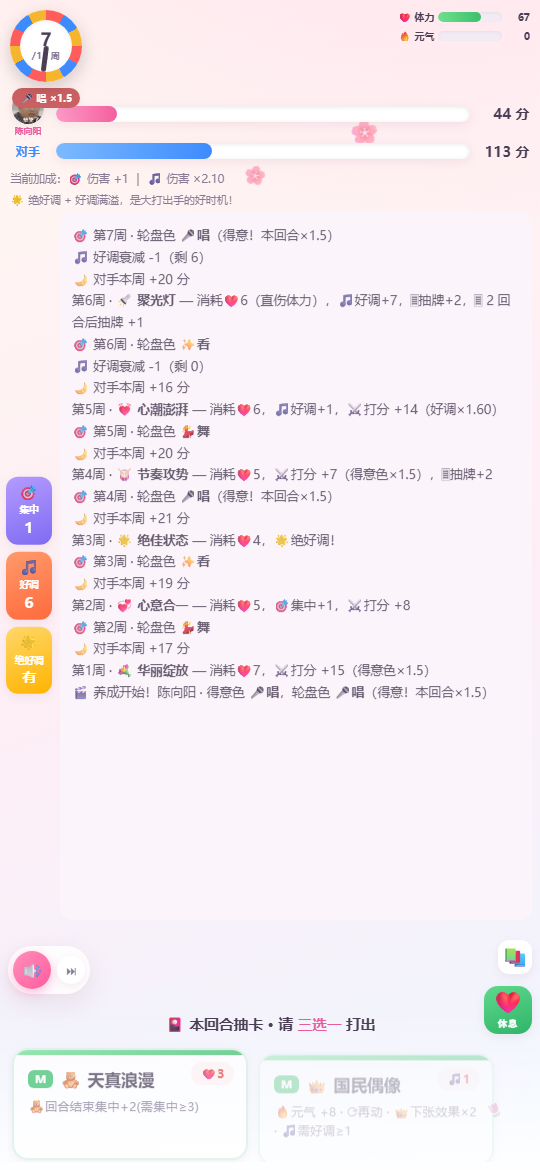 7
/1 周
体力 67
元气 0
唱 ×1.5
陈向阳
44 分
对手
113 分
当前加成: 伤害 +1 | 伤害 ×2.10
绝好调 + 好调满溢，是大打出手的好时机！
第7周 · 轮盘色 唱（得意！本回合×1.5）
好调衰减 -1（剩 6）
对手本周 +20 分
第6周 · 聚光灯 — 消耗6（直伤体力），好调+7，抽牌+2，2 回
合后抽牌 +1
第6周 · 轮盘色 看
好调衰减 -1（剩 0）
对手本周 +16 分
第5周 · 心潮澎湃 — 消耗6，好调+1，打分 +14（好调×1.60）
第5周 · 轮盘色 舞
对手本周 +20 分
第4周 · 节奏攻势 — 消耗5，打分 +7（得意色×1.5），抽牌+2
第4周 · 轮盘色 唱（得意！本回合×1.5）
对手本周 +21 分
第3周 · 绝佳状态 — 消耗4，绝好调！
第3周 · 轮盘色 看
对手本周 +19 分
第2周 · 心意合一 — 消耗5，集中+1，打分 +8
第2周 · 轮盘色 舞
对手本周 +17 分
第1周 · 华丽绽放 — 消耗7，打分 +15（得意色×1.5）
养成开始！陈向阳 · 得意色 唱，轮盘色 唱（得意！本回合×1.5）
集中
1
好调
6
绝好调
有
休息
本回合抽卡 • 请 三选一 打出
M 天真浪漫 3
回合结束集中+2(需集中≥3)
M 国民偶像 1
元气 +8 · 再动 · 下张效果×2
· 需好调≥1